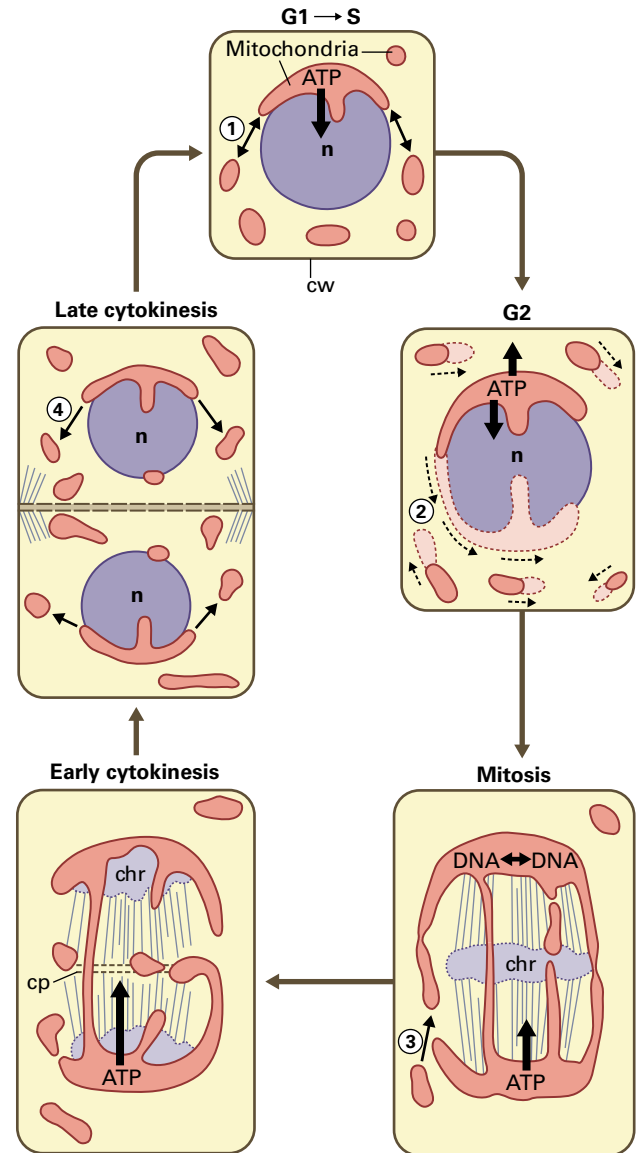 G1 → S
Mitochondria
ATP
1
n
cw
G2
ATP
n
2
Mitosis
DNA ↔ DNA
chr
3
ATP
Early cytokinesis
chr
cp
ATP
Late cytokinesis
4
n
n